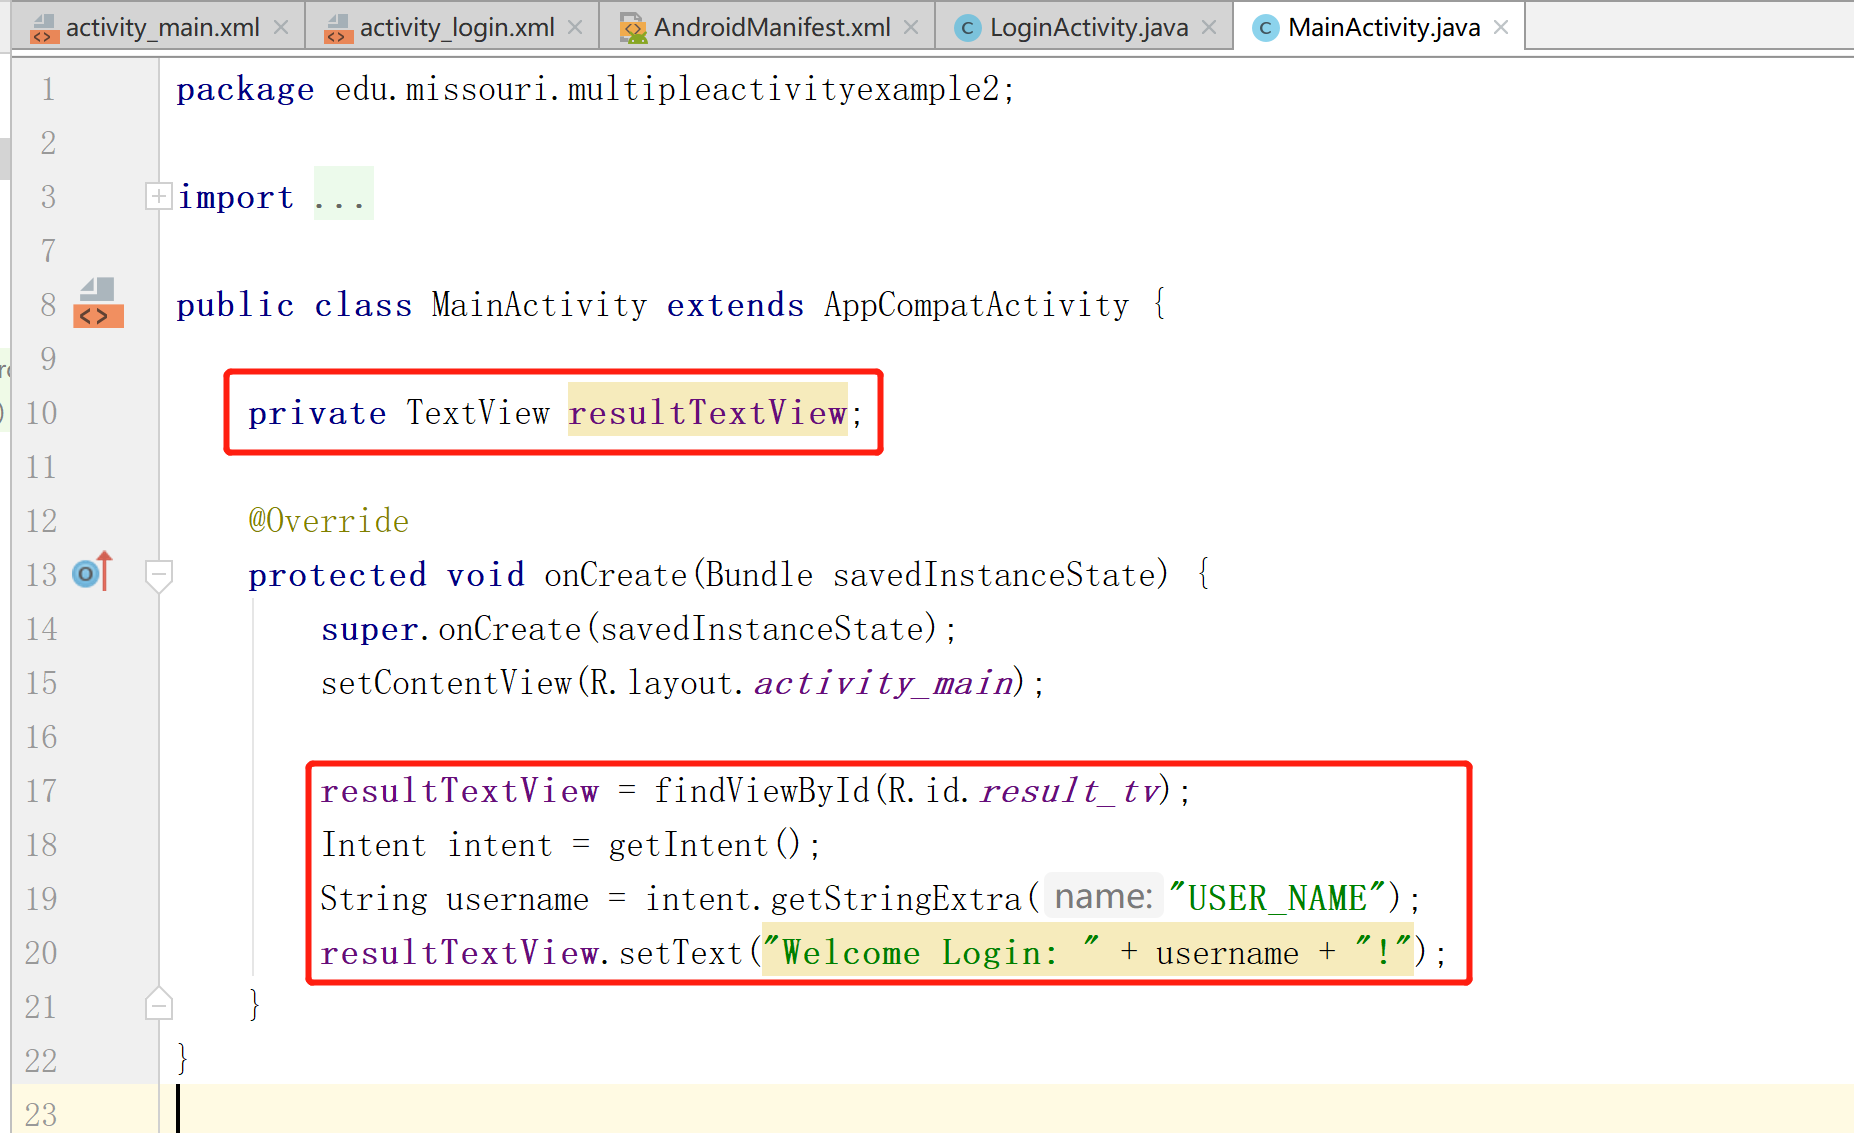 activity_main.xml activity_login.xml AndroidManifest.xml LoginActivity.java MainActivity.java
1 package edu.missouri.multipleactivityexample2;
2
3 import ...
7
8 public class MainActivity extends AppCompatActivity {
9
10 private TextView resultTextView;
11
12 @Override
13 protected void onCreate(Bundle savedInstanceState) {
14 super.onCreate(savedInstanceState);
15 setContentView(R.layout.activity_main);
16
17 resultTextView = findViewById(R.id.result_tv);
18 Intent intent = getIntent();
19 String username = intent.getStringExtra( name: "USER_NAME");
20 resultTextView.setText("Welcome Login: " + username + "!");
21 }
22 }
23